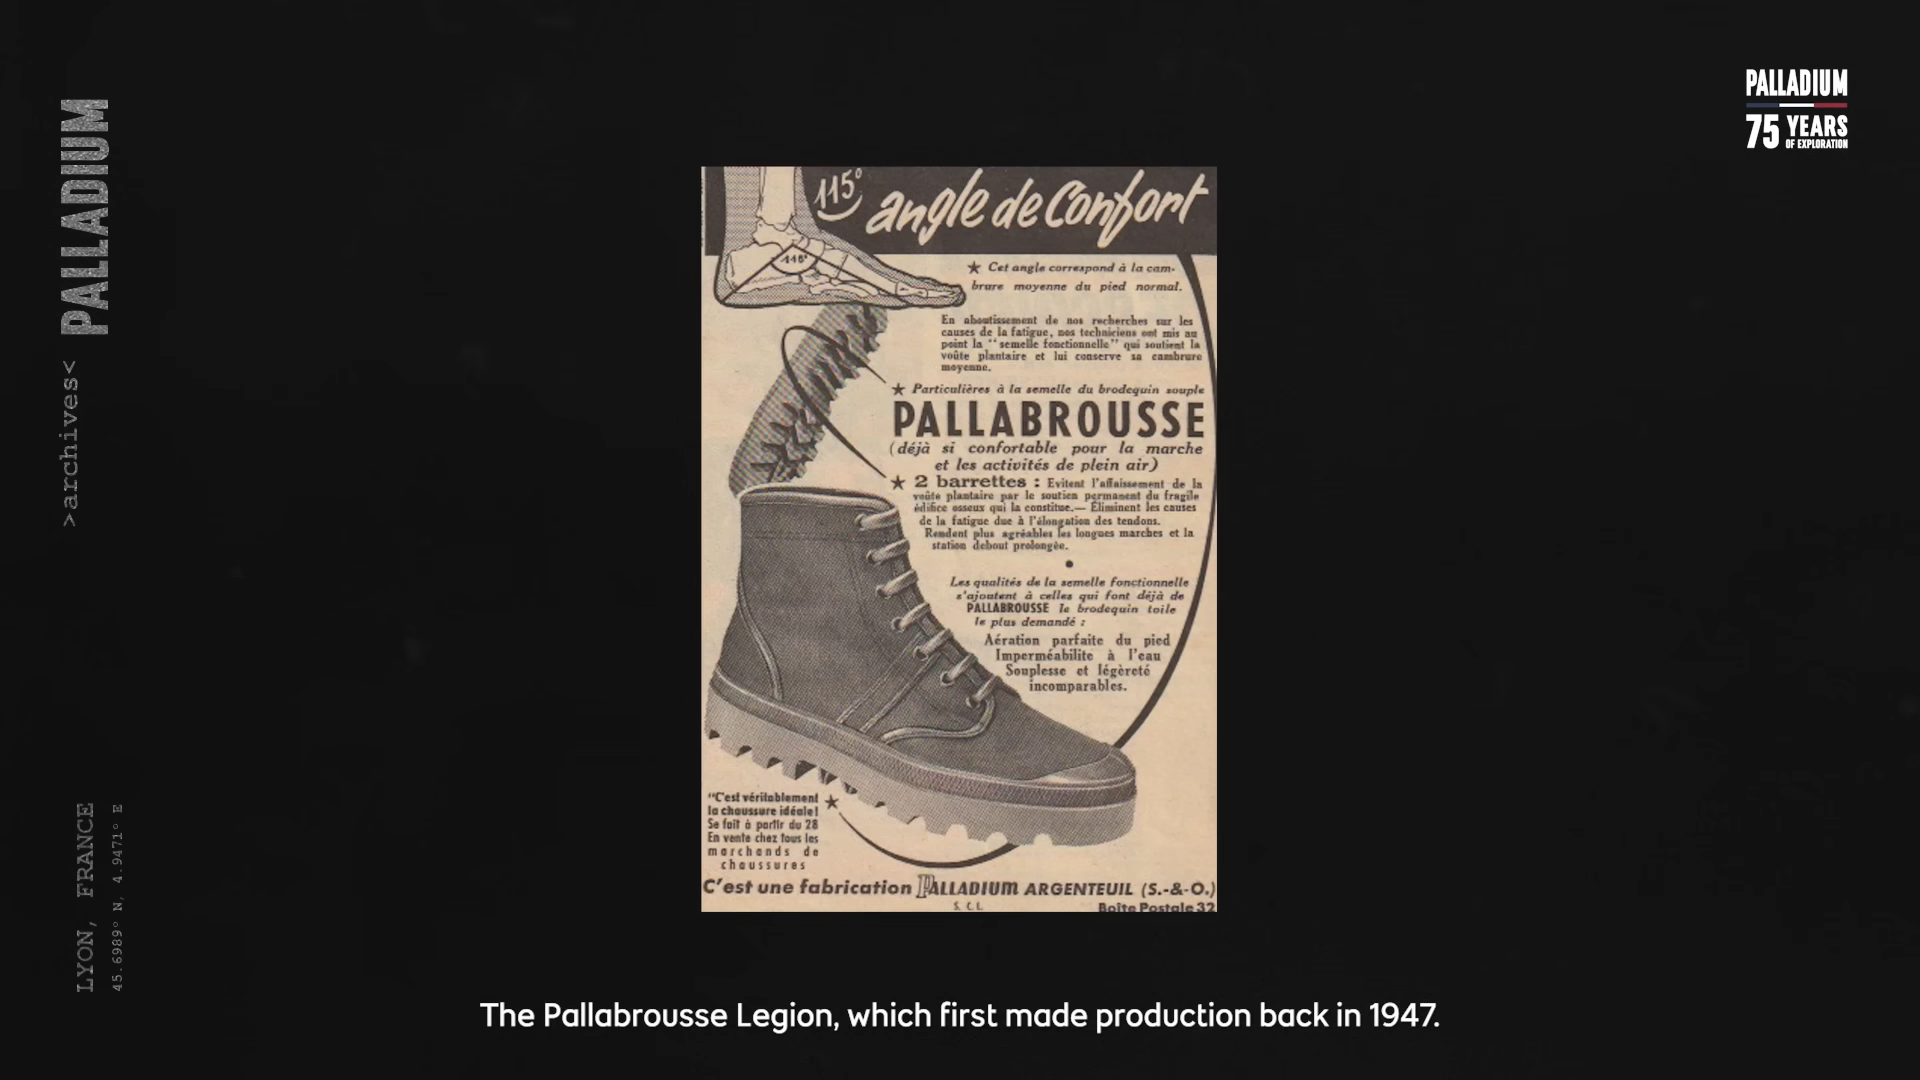 PALLADIUM
>archives<
LYON, FRANCE
45.6989° N, 4.9471° E
PALLADIUM
75 YEARS
OF EXPLORATION
115° angle de Confort
115°
★ Cet angle correspond à la cam-
brure moyenne du pied normal.
En aboutissement de nos recherches sur les
causes de la fatigue, nos techniciens ont mis au
point la "semelle fonctionnelle" qui soutient la
voûte plantaire et lui conserve sa cambrure
moyenne.
★ Particulières à la semelle du brodequin souple
PALLABROUSSE
(déjà si confortable pour la marche
et les activités de plein air)
★ 2 barrettes : Evitent l'affaissement de la
voûte plantaire par le soutien permanent du fragile
édifice osseux qui la constitue.— Éliminent les causes
de la fatigue due à l'élongation des tendons.
Rendent plus agréables les longues marches et la
station debout prolongée.
•
Les qualités de la semelle fonctionnelle
s'ajoutent à celles qui font déjà de
PALLABROUSSE le brodequin toile
le plus demandé :
Aération parfaite du pied
Imperméabilite à l'eau
Souplesse et légèreté
incomparables.
"C'est véritablement ★
la chaussure idéale!
Se fait à partir du 28
En vente chez tous les
marchands de
chaussures
C'est une fabrication PALLADIUM ARGENTEUIL (S.-&-O.)
S. C. I. Boîte Postale 32
The Pallabrousse Legion, which first made production back in 1947.